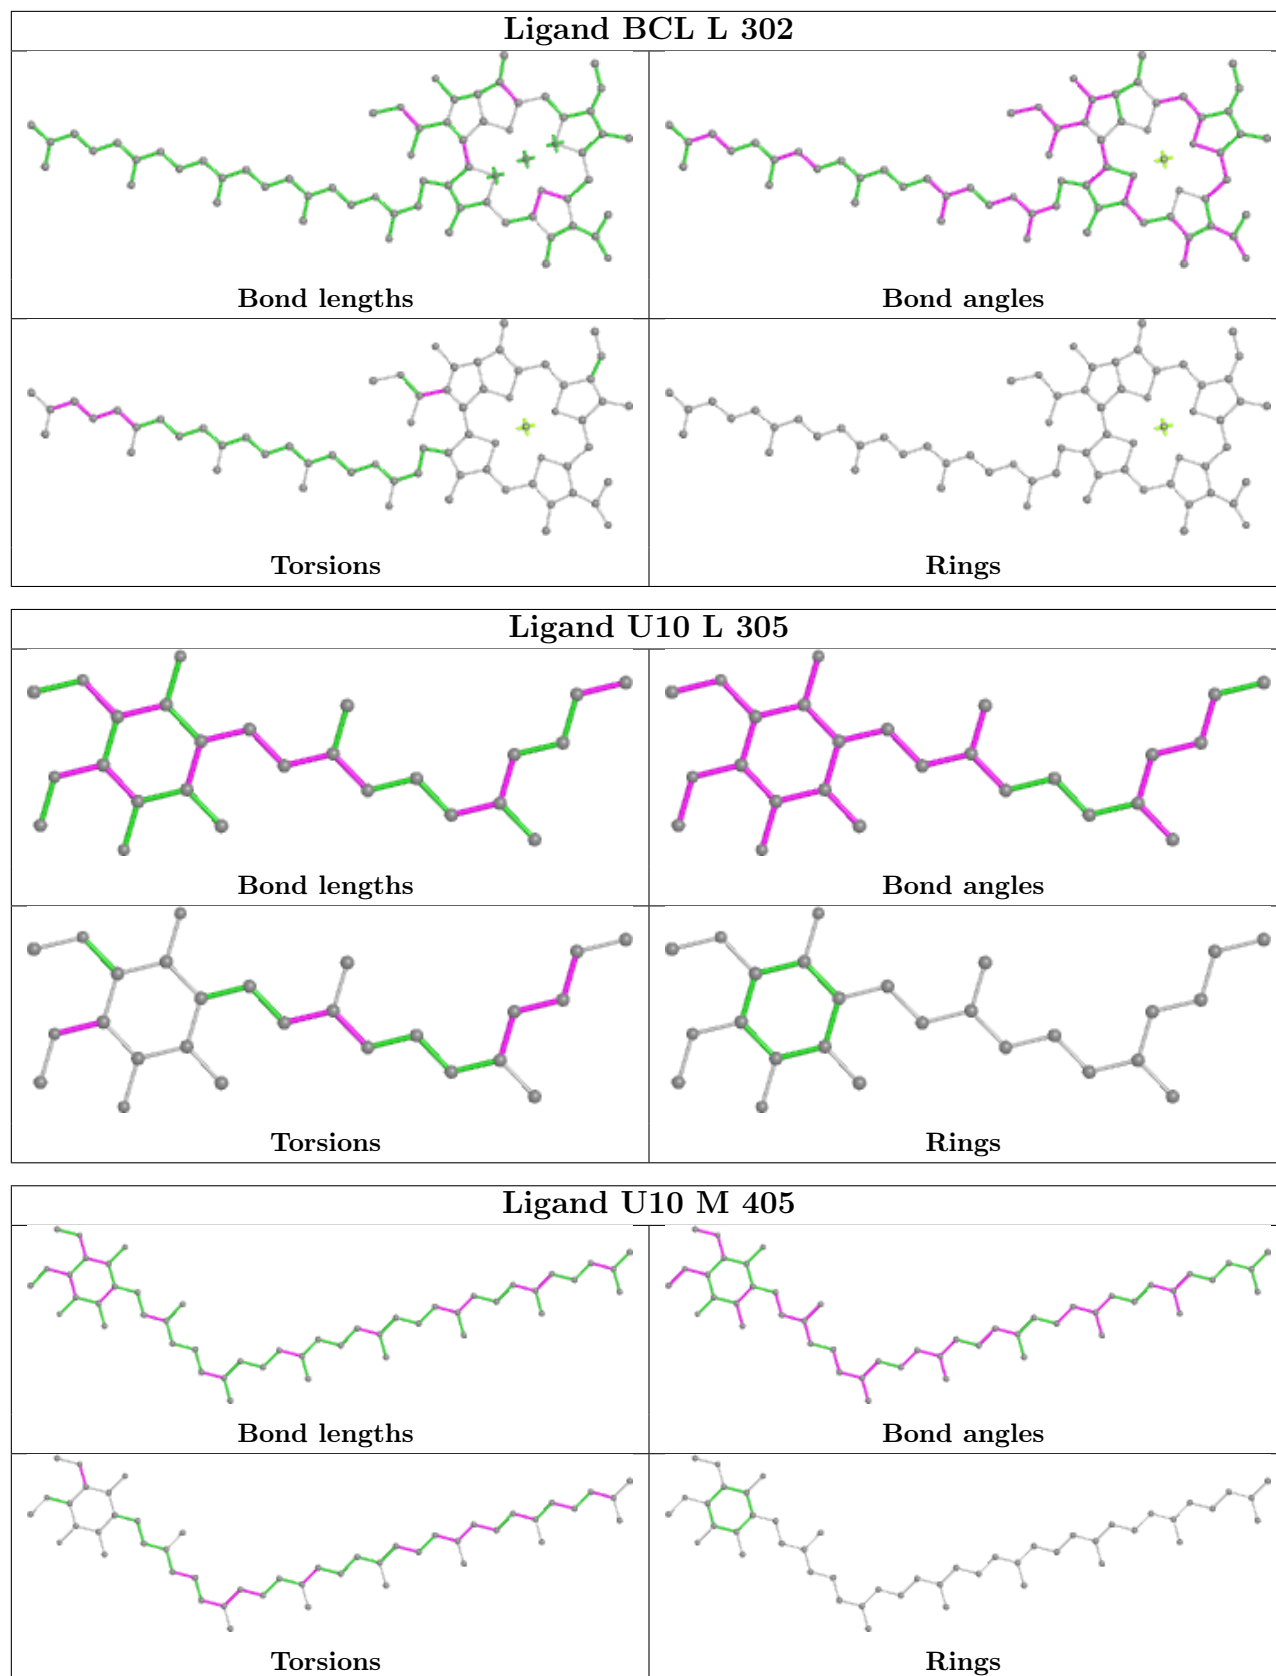 Ligand BCL L 302
Bond lengths
Bond angles
Torsions
Rings
Ligand U10 L 305
Bond lengths
Bond angles
Torsions
Rings
Ligand U10 M 405
Bond lengths
Bond angles
Torsions
Rings